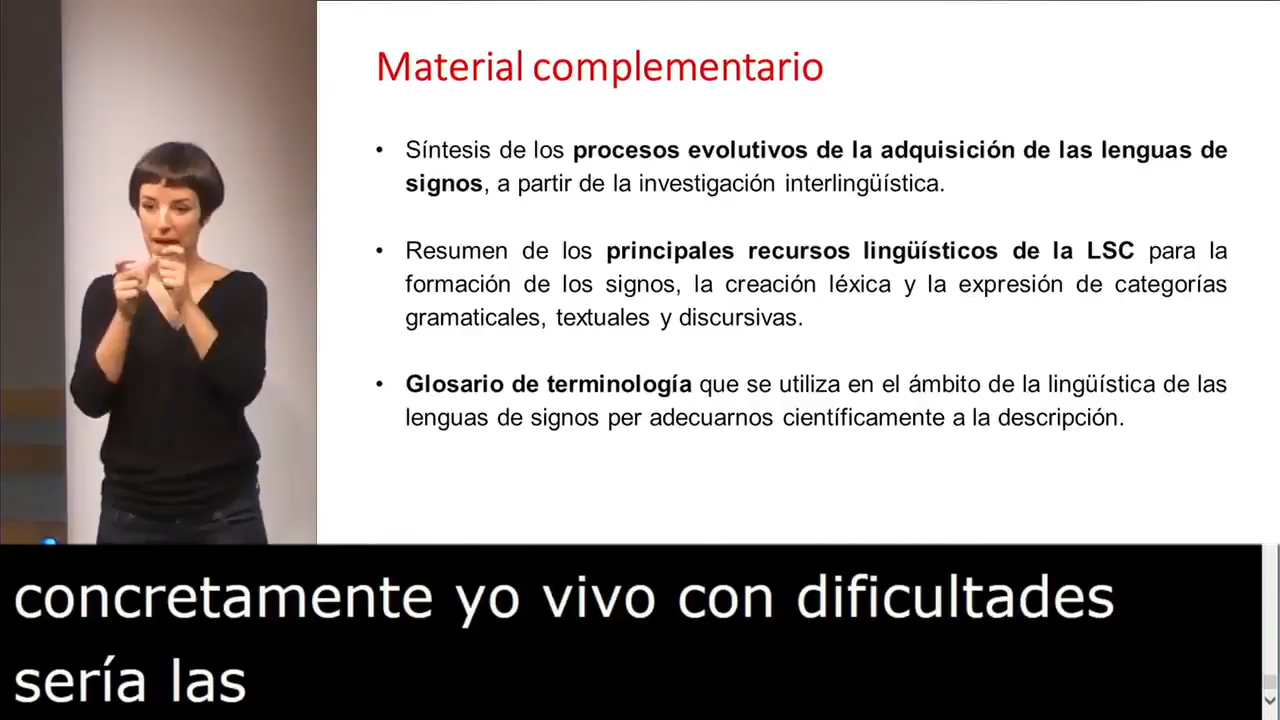 Material complementario
• Síntesis de los procesos evolutivos de la adquisición de las lenguas de
signos, a partir de la investigación interlingüística.
• Resumen de los principales recursos lingüísticos de la LSC para la
formación de los signos, la creación léxica y la expresión de categorías
gramaticales, textuales y discursivas.
• Glosario de terminología que se utiliza en el ámbito de la lingüística de las
lenguas de signos per adecuarnos científicamente a la descripción.
concretamente yo vivo con dificultades
sería las